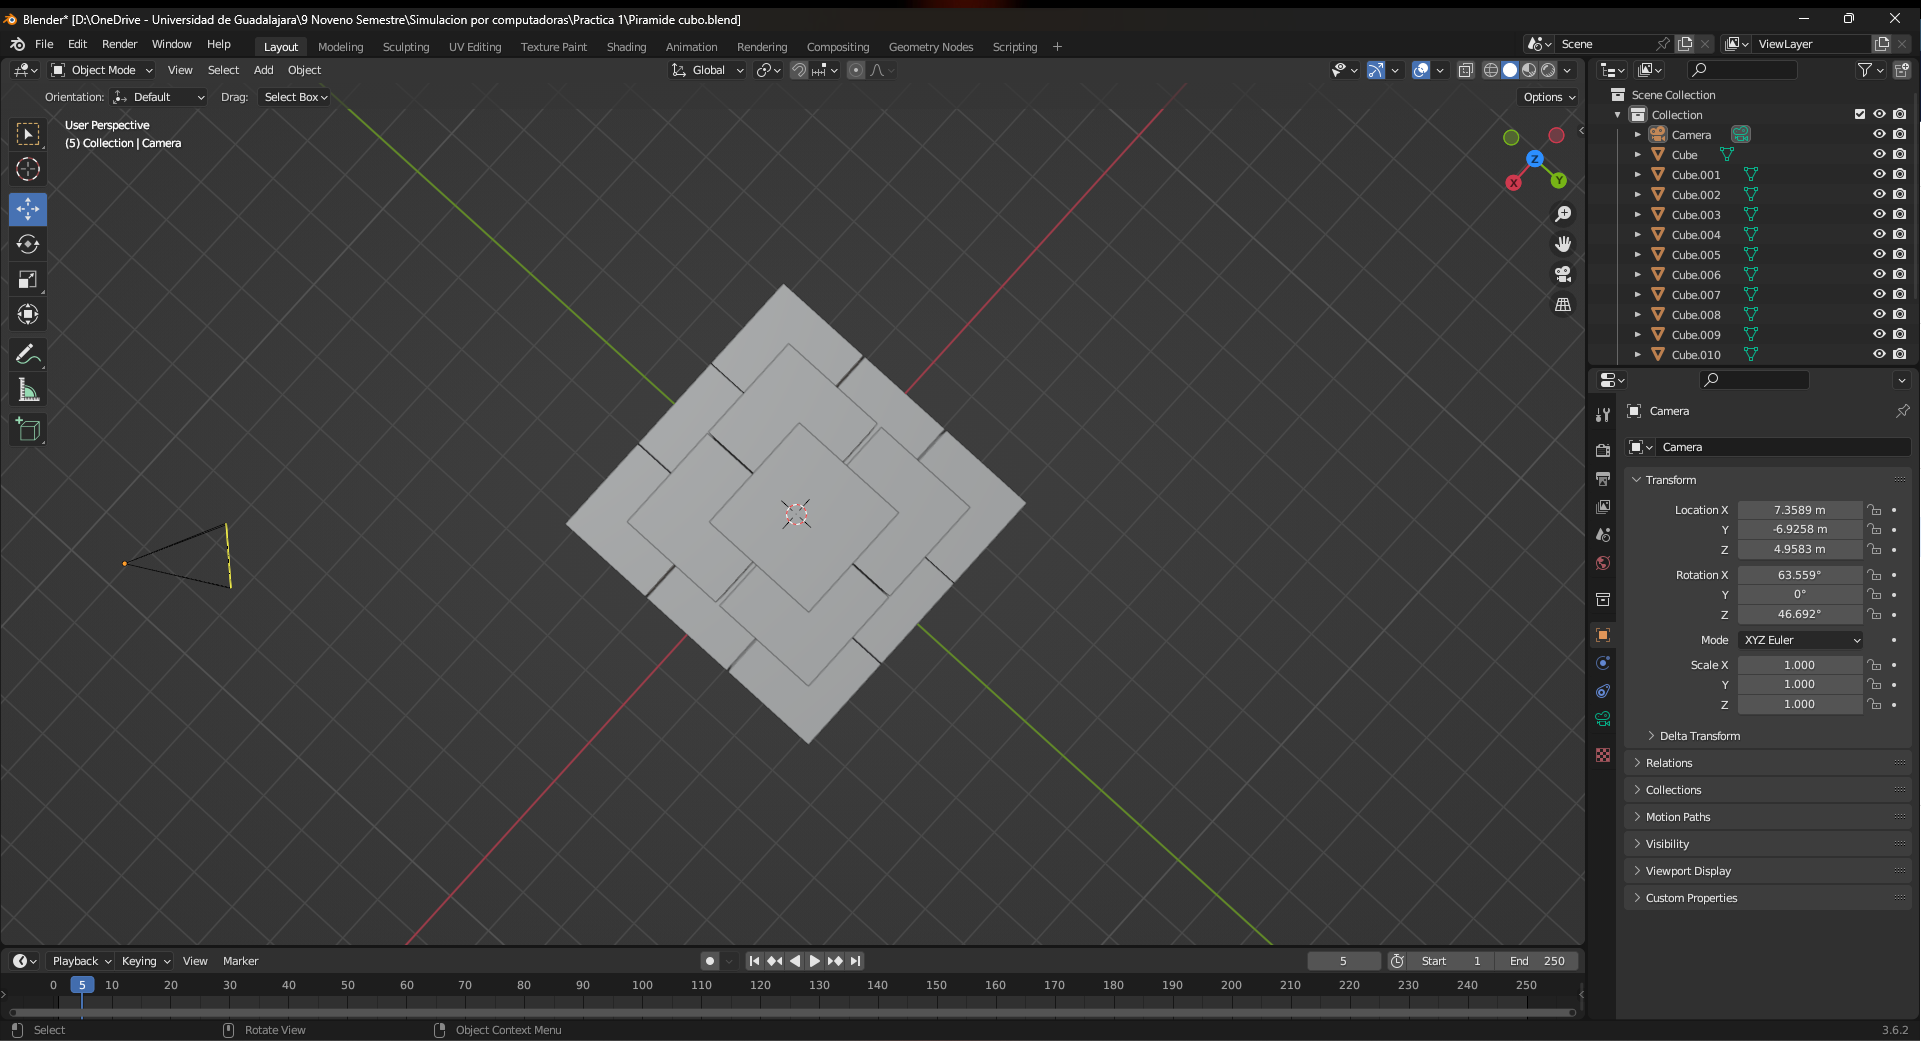 Blender* [D:\OneDrive - Universidad de Guadalajara\9 Noveno Semestre\Simulacion por computadoras\Practica 1\Piramide cubo.blend]
File Edit Render Window Help Layout Modeling Sculpting UV Editing Texture Paint Shading Animation Rendering Compositing Geometry Nodes Scripting + Scene ViewLayer
Object Mode View Select Add Object Global
Orientation: Default Drag: Select Box Options
User Perspective
(5) Collection | Camera
Z
X Y
Scene Collection
Collection
Camera
Cube
Cube.001
Cube.002
Cube.003
Cube.004
Cube.005
Cube.006
Cube.007
Cube.008
Cube.009
Cube.010
Camera
Camera
Transform
Location X 7.3589 m
Y -6.9258 m
Z 4.9583 m
Rotation X 63.559°
Y 0°
Z 46.692°
Mode XYZ Euler
Scale X 1.000
Y 1.000
Z 1.000
Delta Transform
Relations
Collections
Motion Paths
Visibility
Viewport Display
Custom Properties
Playback Keying View Marker 5 Start 1 End 250
0 5 10 20 30 40 50 60 70 80 90 100 110 120 130 140 150 160 170 180 190 200 210 220 230 240 250
Select Rotate View Object Context Menu 3.6.2